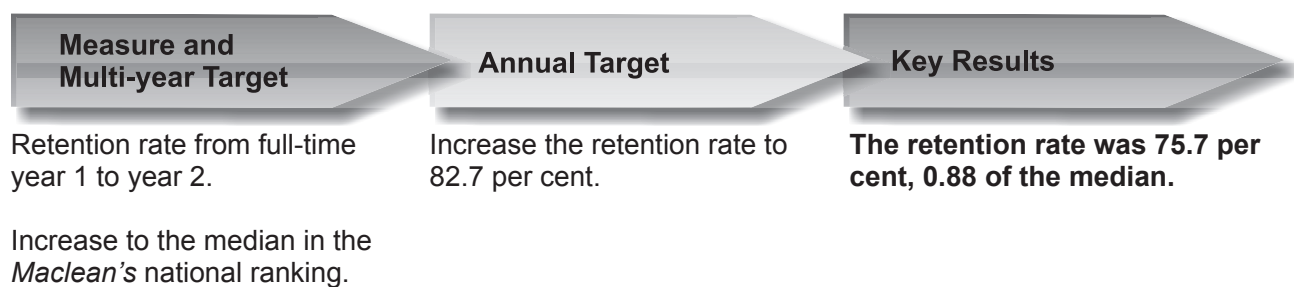 Measure and
Multi-year Target
Annual Target
Key Results
Retention rate from full-time
year 1 to year 2.
Increase to the median in the
Maclean's national ranking.
Increase the retention rate to
82.7 per cent.
The retention rate was 75.7 per
cent, 0.88 of the median.